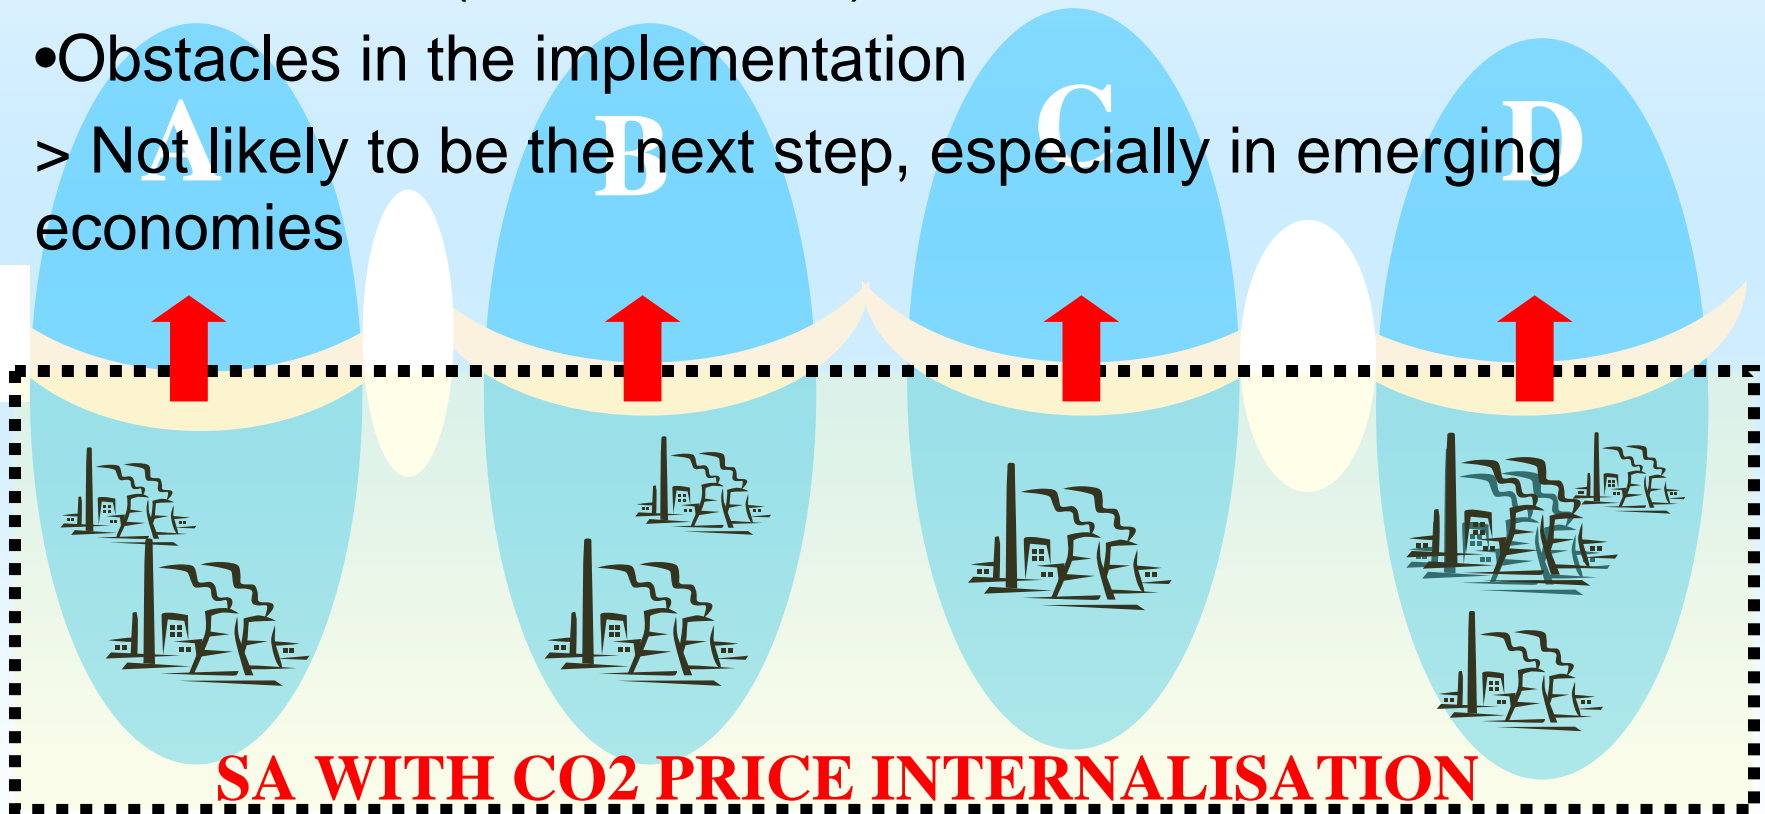 •Obstacles in the implementation
> Not likely to be the next step, especially in emerging
economies
A
B
C
D
SA WITH CO2 PRICE INTERNALISATION